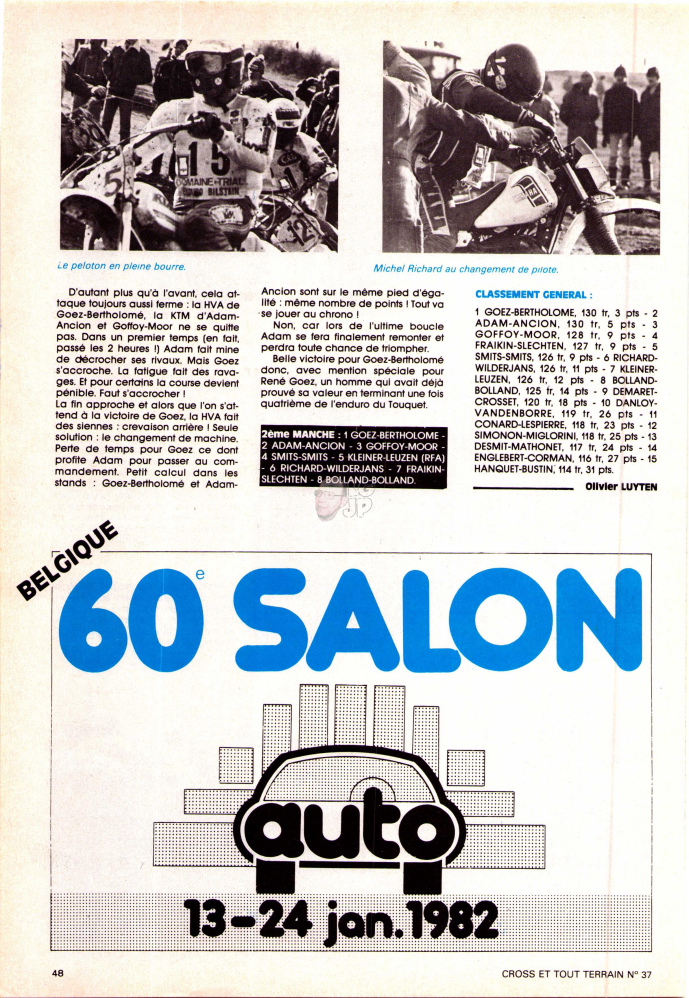 15
DOMAINE-TRIAL
BILSTAIN
Le peloton en pleine bourre.
Michel Richard au changement de pilote.
D'autant plus qu'à l'avant, cela at-
taque toujours aussi ferme : la HVA de
Goez-Bertholomé, la KTM d'Adam-
Ancion et Goffoy-Moor ne se quitte
pas. Dans un premier temps (en fait,
passé les 2 heures !) Adam fait mine
de décrocher ses rivaux. Mais Goez
s'accroche. La fatigue fait des rava-
ges. Et pour certains la course devient
pénible. Faut s'accrocher !
La fin approche et alors que l'on s'at-
tend à la victoire de Goez, la HVA fait
des siennes : crevaison arrière ! Seule
solution : le changement de machine.
Perte de temps pour Goez ce dont
profite Adam pour passer au com-
mandement. Petit calcul dans les
stands : Goez-Bertholomé et Adam-
Ancion sont sur le même pied d'éga-
lité : même nombre de points ! Tout va
se jouer au chrono !
Non, car lors de l'ultime boucle
Adam se fera finalement remonter et
perdra toute chance de triompher.
Belle victoire pour Goez-Bertholomé
donc, avec mention spéciale pour
René Goez, un homme qui avait déjà
prouvé sa valeur en terminant une fois
quatrième de l'enduro du Touquet.
2ème MANCHE : 1 GOEZ-BERTHOLOME -
2 ADAM-ANCION - 3 GOFFOY-MOOR -
4 SMITS-SMITS - 5 KLEINER-LEUZEN (RFA)
- 6 RICHARD-WILDERJANS - 7 FRAIKIN-
SLECHTEN - 8 BOLLAND-BOLLAND.
JP
CLASSEMENT GENERAL :
1 GOEZ-BERTHOLOME, 130 tr, 3 pts - 2
ADAM-ANCION, 130 tr, 5 pts - 3
GOFFOY-MOOR, 128 tr, 9 pts - 4
FRAIKIN-SLECHTEN, 127 tr, 9 pts - 5
SMITS-SMITS, 126 tr, 9 pts - 6 RICHARD-
WILDERJANS, 126 tr, 11 pts - 7 KLEINER-
LEUZEN, 126 tr, 12 pts - 8 BOLLAND-
BOLLAND, 125 tr, 14 pts - 9 DEMARET-
CROSSET, 120 tr, 18 pts - 10 DANLOY-
VANDENBORRE, 119 tr, 26 pts - 11
CONARD-LESPIERRE, 118 tr, 23 pts - 12
SIMONON-MIGLORINI, 118 tr, 25 pts - 13
DESMIT-MATHONET, 117 tr, 24 pts - 14
ENGLEBERT-CORMAN, 116 tr, 27 pts - 15
HANQUET-BUSTIN, 114 tr, 31 pts.
Olivier LUYTEN
BELGIQUE
60e SALON
auto
13-24 jan. 1982
48
CROSS ET TOUT TERRAIN N° 37